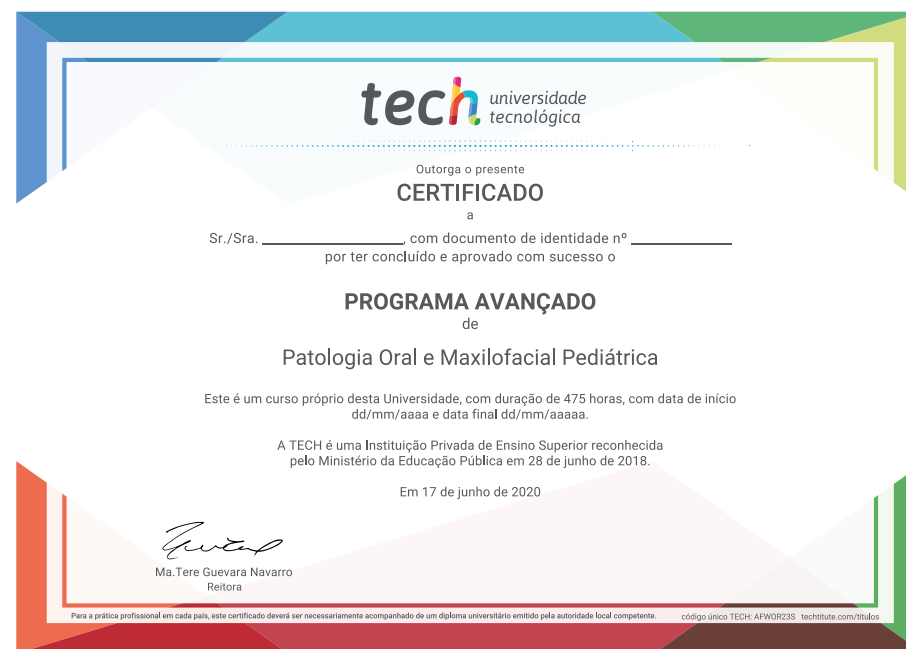 tech universidade
tecnológica
Outorga o presente
CERTIFICADO
a
Sr./Sra. ________________, com documento de identidade nº ____________
por ter concluído e aprovado com sucesso o
PROGRAMA AVANÇADO
de
Patologia Oral e Maxilofacial Pediátrica
Este é um curso próprio desta Universidade, com duração de 475 horas, com data de início
dd/mm/aaaa e data final dd/mm/aaaaa.
A TECH é uma Instituição Privada de Ensino Superior reconhecida
pelo Ministério da Educação Pública em 28 de junho de 2018.
Em 17 de junho de 2020
Ma.Tere Guevara Navarro
Reitora
Para a prática profissional em cada país, este certificado deverá ser necessariamente acompanhado de um diploma universitário emitido pela autoridade local competente. código único TECH: AFWOR23S techtitute.com/titulos